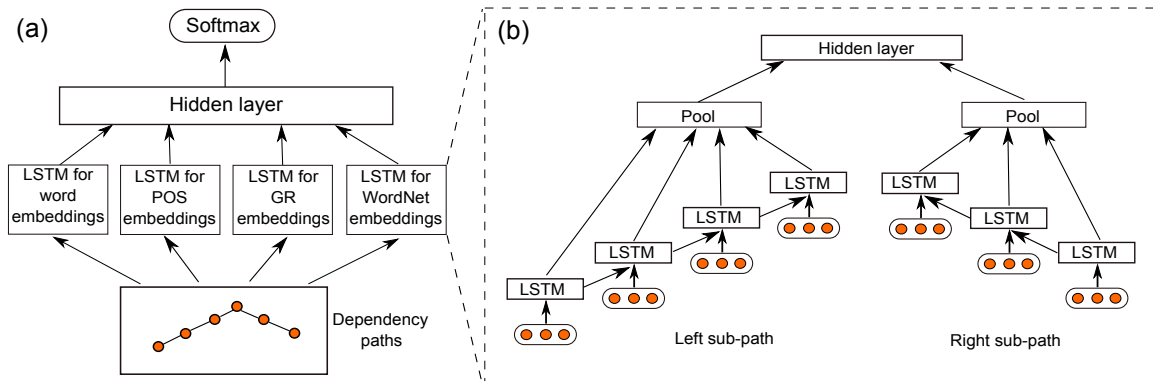 (a)
Softmax
Hidden layer
LSTM for
word
embeddings
LSTM for
POS
embeddings
LSTM for
GR
embeddings
LSTM for
WordNet
embeddings
Dependency
paths
(b)
Hidden layer
Pool
Pool
LSTM
LSTM
LSTM
LSTM
LSTM
LSTM
LSTM
Left sub-path
Right sub-path